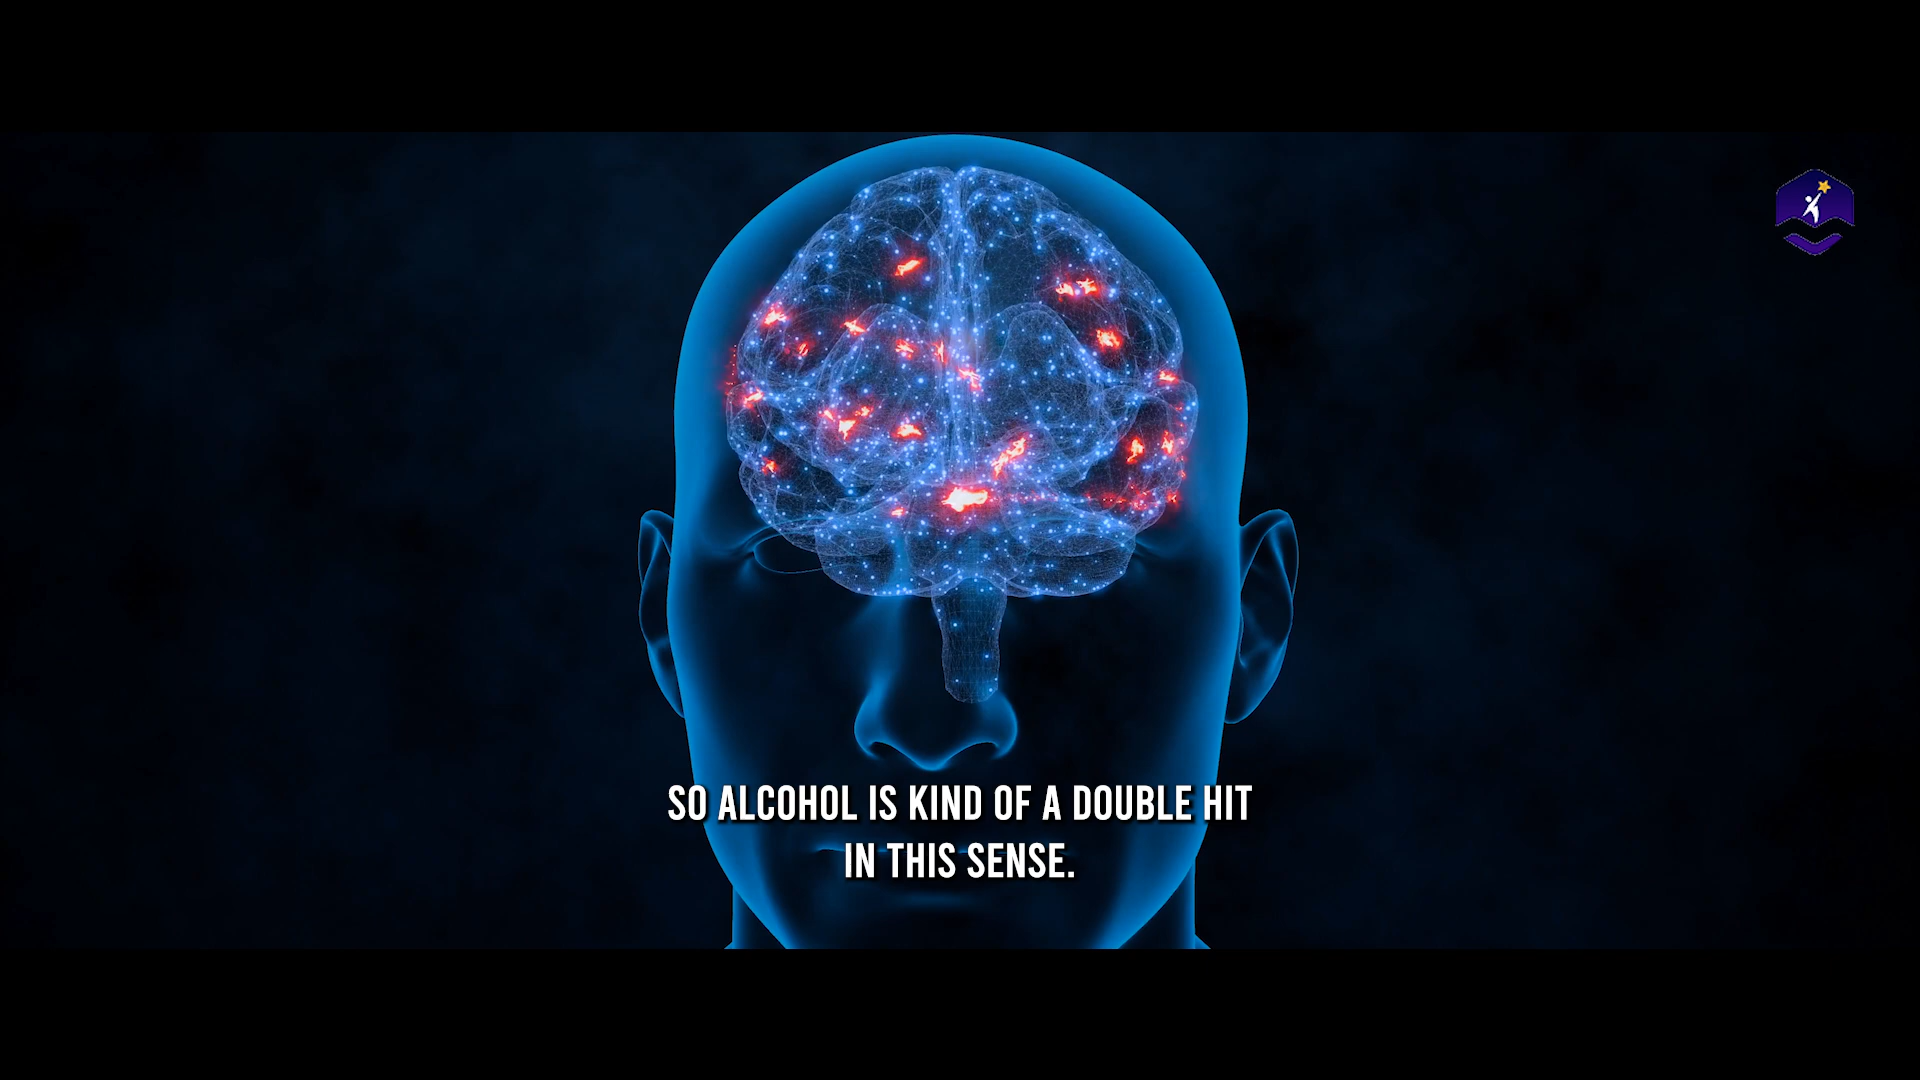 SO ALCOHOL IS KIND OF A DOUBLE HIT
IN THIS SENSE.